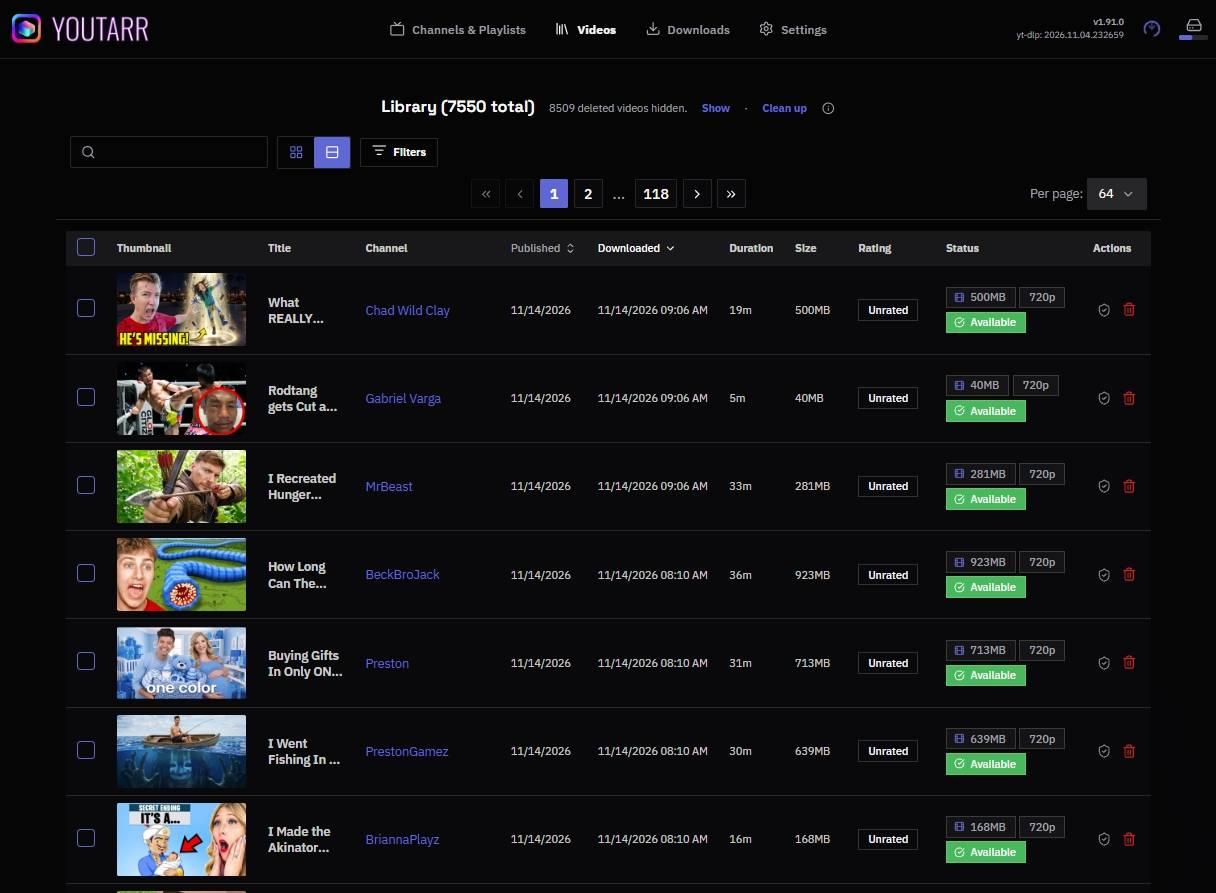 YOUTARR
Channels & Playlists
Videos
Downloads
Settings
v1.91.0
yt-dlp: 2026.11.04.232659
Library (7550 total) 8509 deleted videos hidden. Show · Clean up
Filters
« ‹ 1 2 ... 118 › »
Per page: 64
Thumbnail Title Channel Published Downloaded Duration Size Rating Status Actions
HE'S MISSING!
What
REALLY...
Chad Wild Clay
11/14/2026
11/14/2026 09:06 AM
19m
500MB
Unrated
500MB 720p
Available
Rodtang
gets Cut a...
Gabriel Varga
11/14/2026
11/14/2026 09:06 AM
5m
40MB
Unrated
40MB 720p
Available
I Recreated
Hunger...
MrBeast
11/14/2026
11/14/2026 09:06 AM
33m
281MB
Unrated
281MB 720p
Available
How Long
Can The...
BeckBroJack
11/14/2026
11/14/2026 08:10 AM
36m
923MB
Unrated
923MB 720p
Available
one color
Buying Gifts
In Only ON...
Preston
11/14/2026
11/14/2026 08:10 AM
31m
713MB
Unrated
713MB 720p
Available
I Went
Fishing In ...
PrestonGamez
11/14/2026
11/14/2026 08:10 AM
30m
639MB
Unrated
639MB 720p
Available
SECRET ENDING
IT'S A...
I Made the
Akinator...
BriannaPlayz
11/14/2026
11/14/2026 08:10 AM
16m
168MB
Unrated
168MB 720p
Available